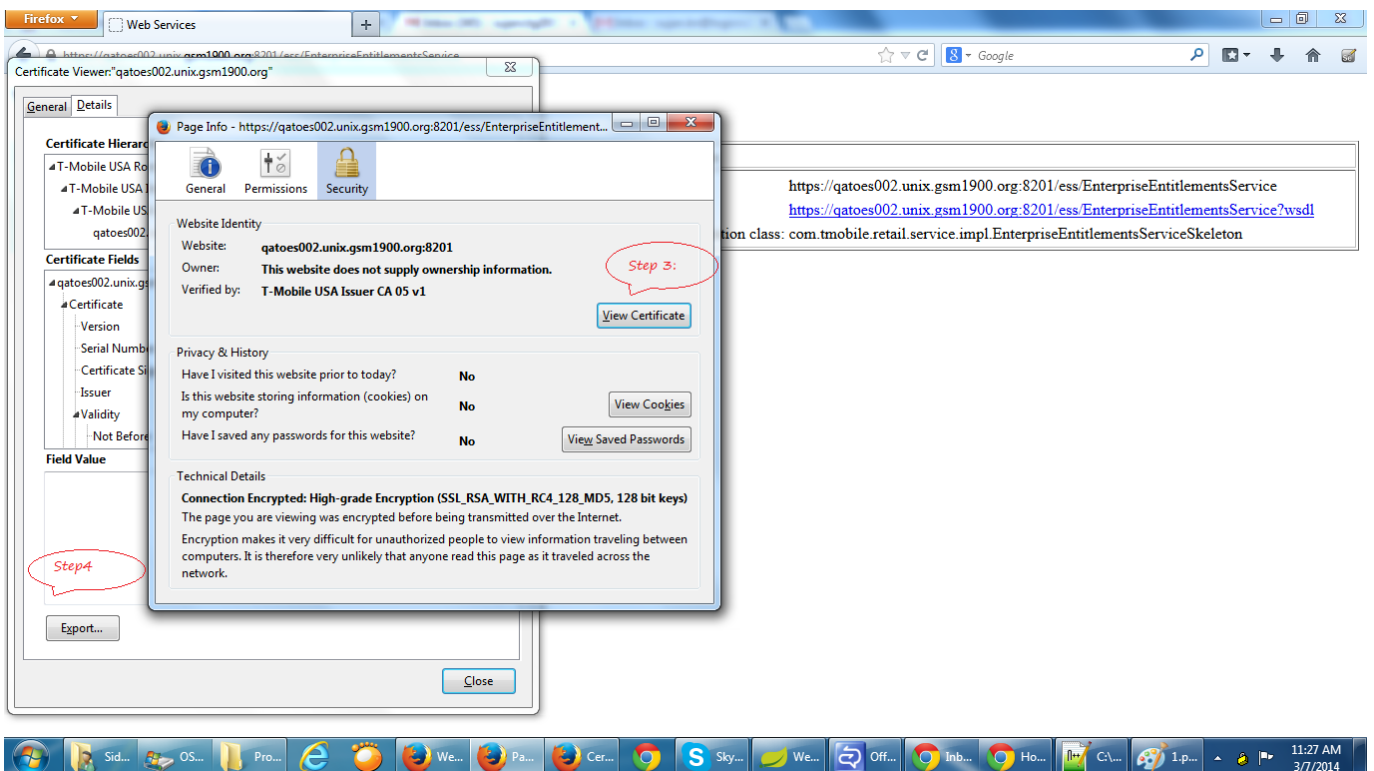 Firefox
Web Services
https://qatoes002.unix.gsm1900.org:8201/ess/EnterpriseEntitlementsService
Google
Certificate Viewer:"qatoes002.unix.gsm1900.org"
General Details
Certificate Hierarc
T-Mobile USA Ro
T-Mobile USA I
T-Mobile US
qatoes002.
Certificate Fields
qatoes002.unix.gs
Certificate
Version
Serial Numb
Certificate Si
Issuer
Validity
Not Before
Field Value
Step4
Export...
Close
Page Info - https://qatoes002.unix.gsm1900.org:8201/ess/EnterpriseEntitlement...
General Permissions Security
Website Identity
Website: qatoes002.unix.gsm1900.org:8201
Owner: This website does not supply ownership information.
Verified by: T-Mobile USA Issuer CA 05 v1
Step 3:
View Certificate
Privacy & History
Have I visited this website prior to today? No
Is this website storing information (cookies) on
my computer? No
View Cookies
Have I saved any passwords for this website? No
View Saved Passwords
Technical Details
Connection Encrypted: High-grade Encryption (SSL_RSA_WITH_RC4_128_MD5, 128 bit keys)
The page you are viewing was encrypted before being transmitted over the Internet.
Encryption makes it very difficult for unauthorized people to view information traveling between
computers. It is therefore very unlikely that anyone read this page as it traveled across the
network.
https://qatoes002.unix.gsm1900.org:8201/ess/EnterpriseEntitlementsService
https://qatoes002.unix.gsm1900.org:8201/ess/EnterpriseEntitlementsService?wsdl
tion class: com.tmobile.retail.service.impl.EnterpriseEntitlementsServiceSkeleton
Sid... OS... Pro... We... Pa... Cer... Sky... We... Off... Inb... Ho... C:\... 1.p...
11:27 AM
3/7/2014